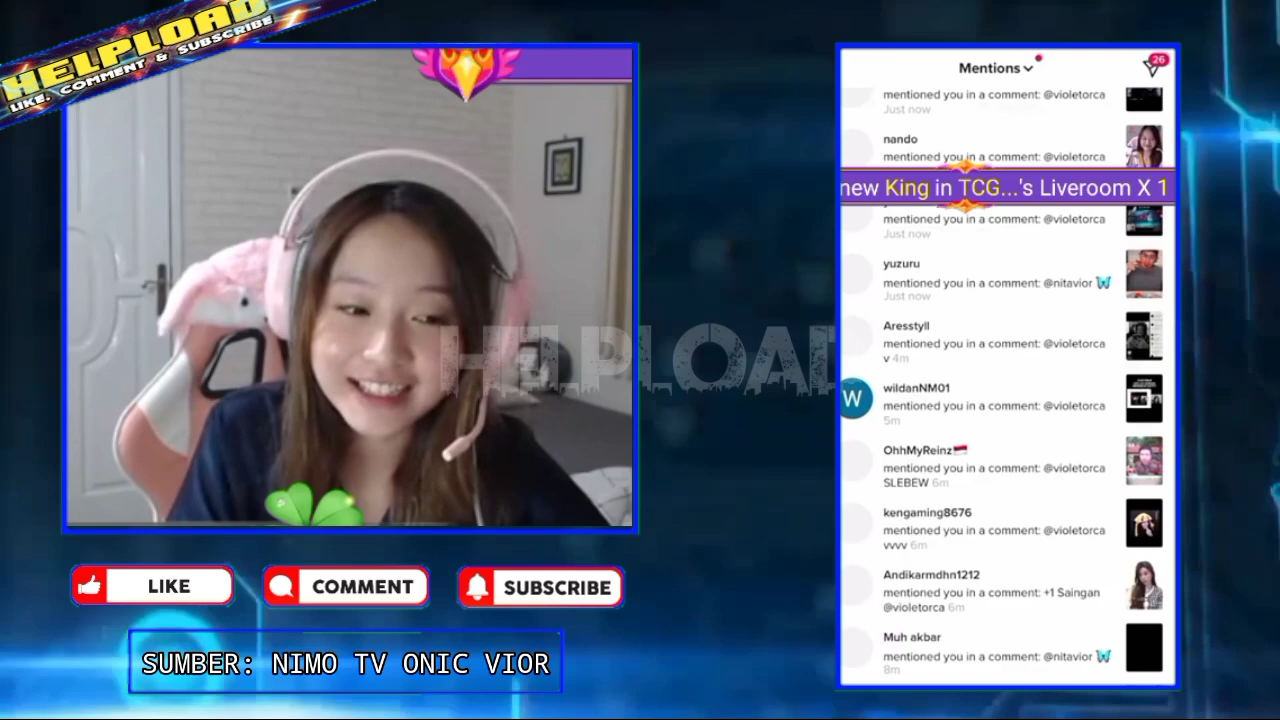 HELPLOAD
LIKE, COMMENT & SUBSCRIBE
Mentions
26
mentioned you in a comment: @violetorca
Just now
nando
mentioned you in a comment: @violetorca
new King in TCG...'s Liveroom X 1
mentioned you in a comment: @violetorca
Just now
yuzuru
mentioned you in a comment: @nitavior 🦋
Just now
Aresstyll
mentioned you in a comment: @violetorca
v 4m
W
wildanNM01
mentioned you in a comment: @violetorca
5m
OhhMyReinz🇮🇩
mentioned you in a comment: @violetorca
SLEBEW 6m
kengaming8676
mentioned you in a comment: @violetorca
vvvv 6m
Andikarmdhn1212
mentioned you in a comment: +1 Saingan
@violetorca 6m
Muh akbar
mentioned you in a comment: @nitavior 🦋
8m
HELPLOAD
LIKE
COMMENT
SUBSCRIBE
SUMBER: NIMO TV ONIC VIOR